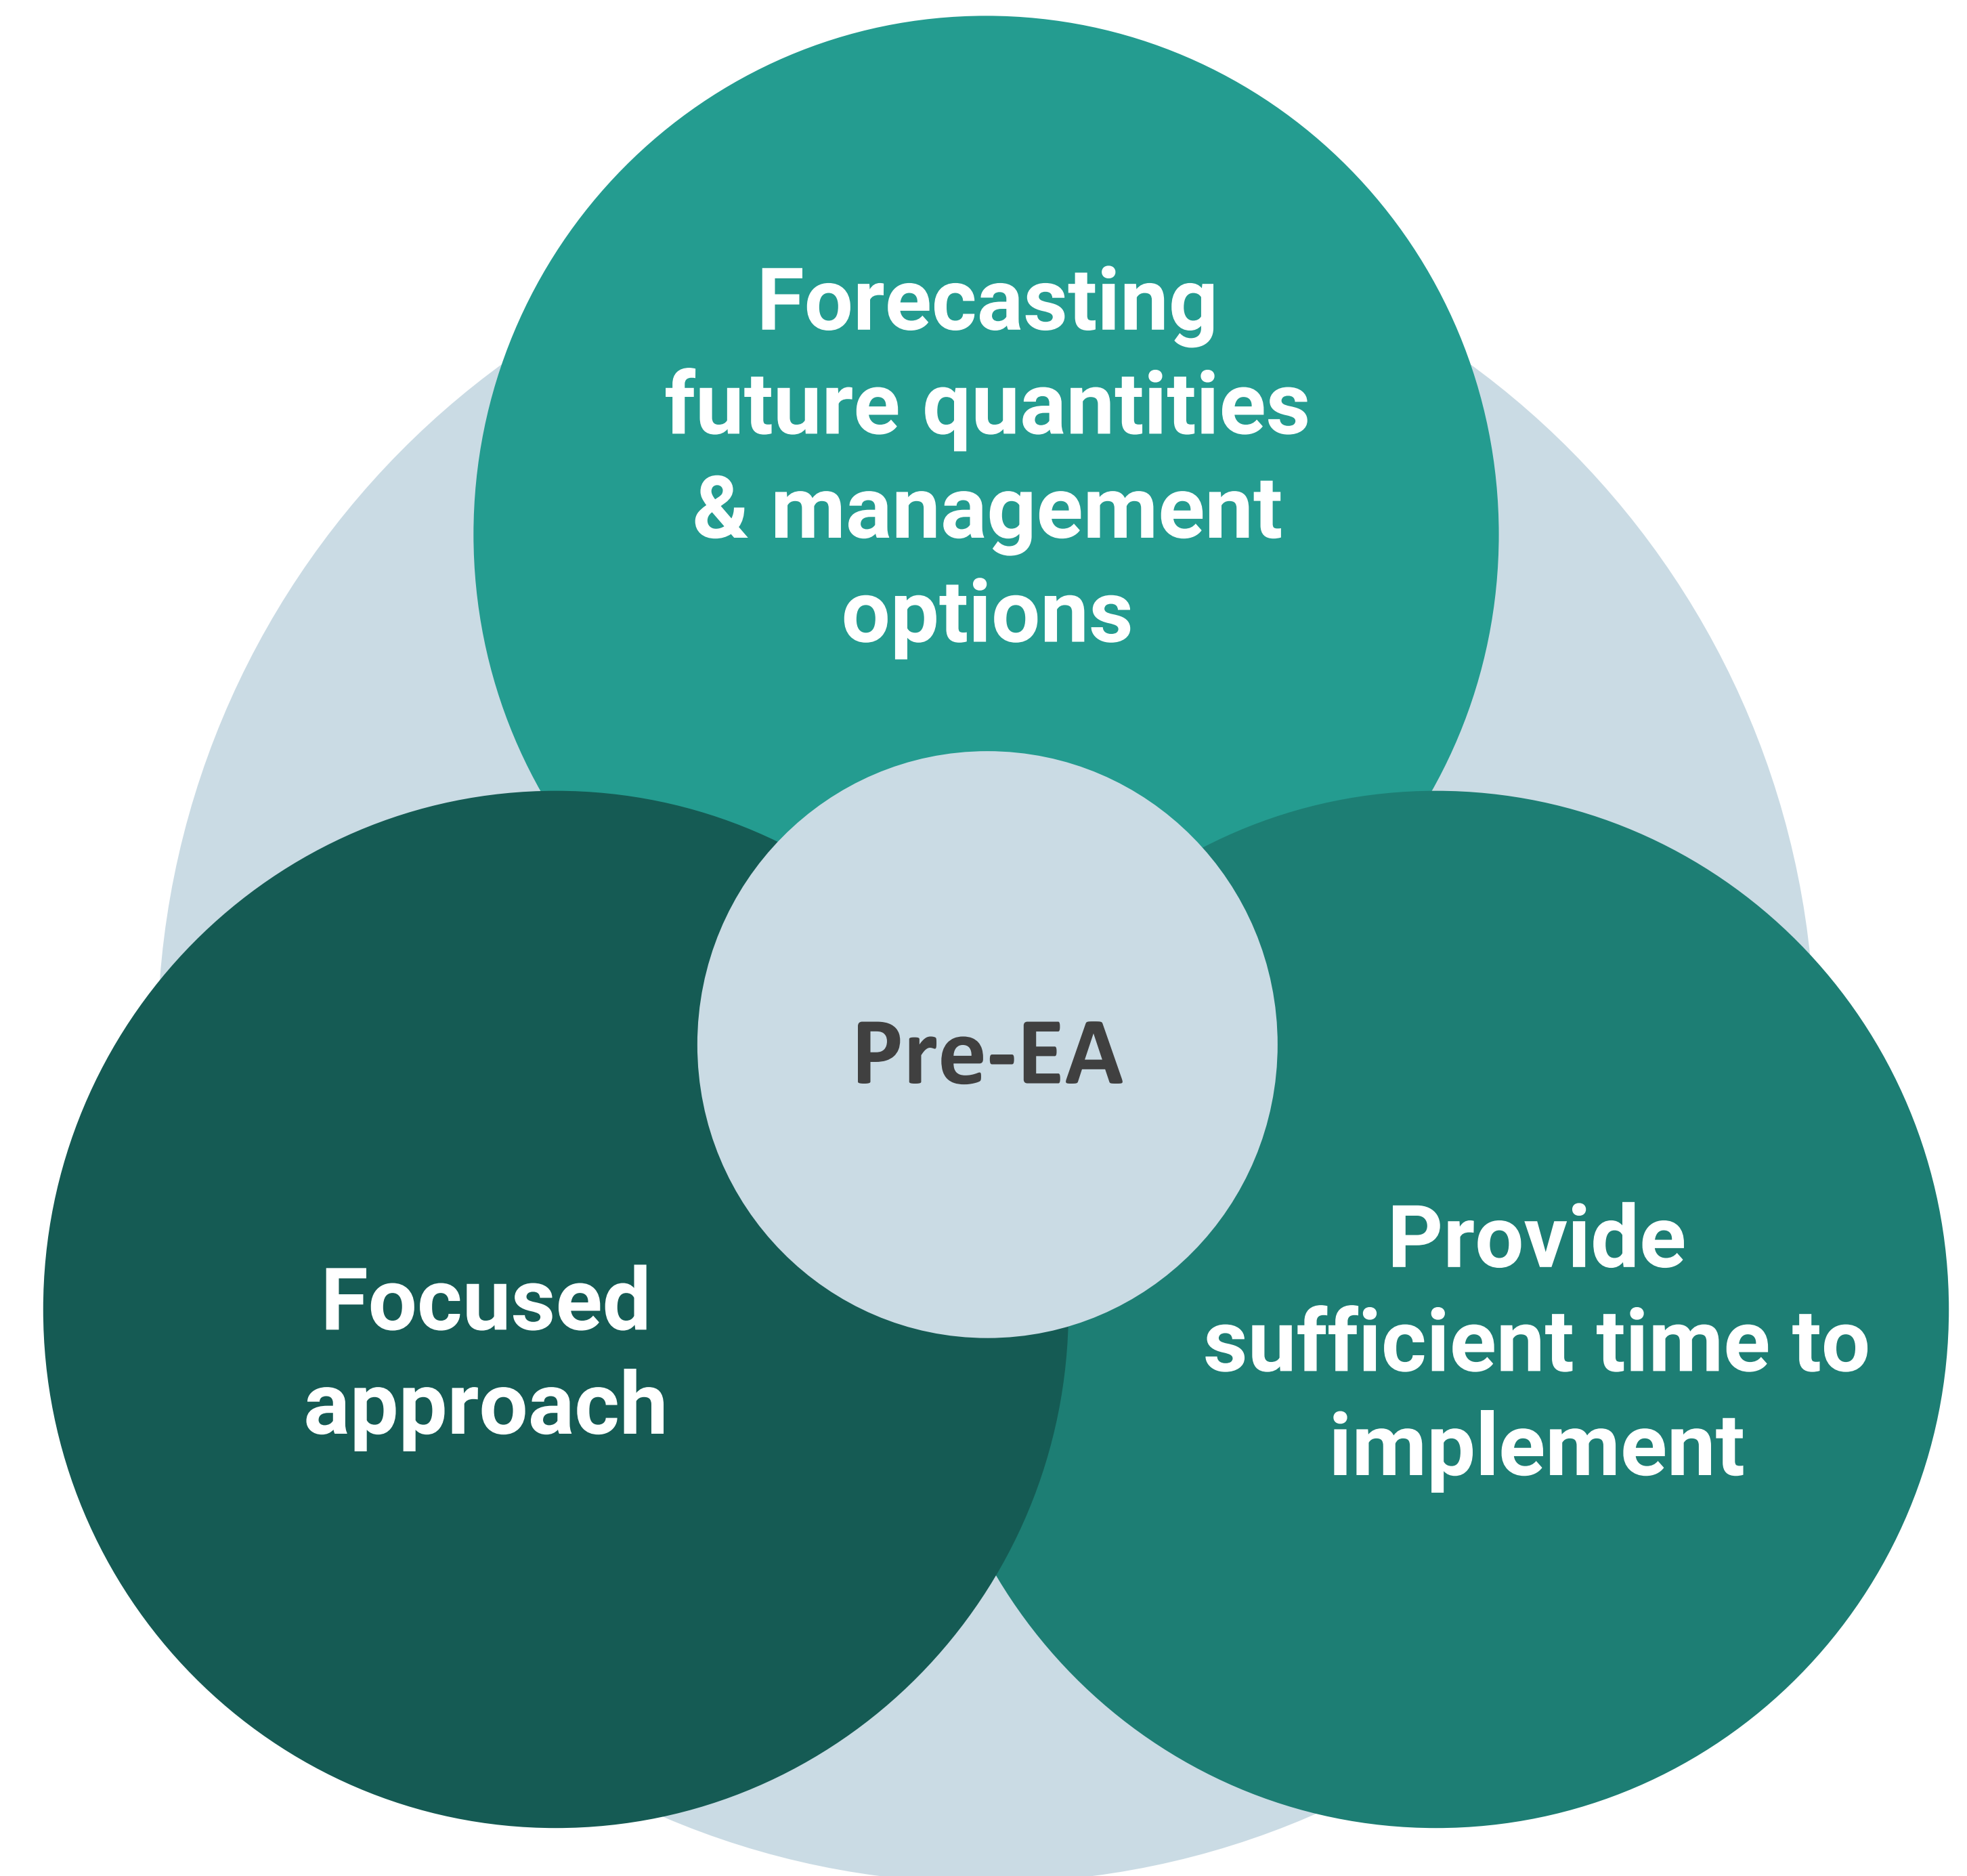 Forecasting
future quantities
& management
options
Pre-EA
Focused
approach
Provide
sufficient time to
implement